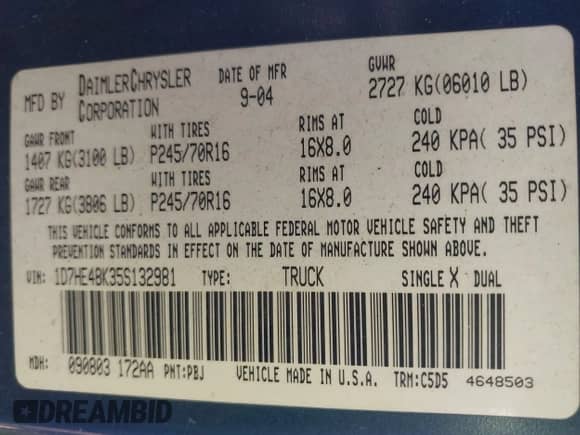 MFD BY DAIMLERCHRYSLER CORPORATION DATE OF MFR 9-04 GVWR 2727 KG(06010 LB)
GAWR FRONT WITH TIRES RIMS AT COLD
1407 KG(3100 LB) P245/70R16 16X8.0 240 KPA( 35 PSI)
GAWR REAR WITH TIRES RIMS AT COLD
1727 KG(3806 LB) P245/70R16 16X8.0 240 KPA( 35 PSI)
THIS VEHICLE CONFORMS TO ALL APPLICABLE FEDERAL MOTOR VEHICLE SAFETY AND THEFT
PREVENTION STANDARDS IN EFFECT ON THE DATE OF MANUFACTURE SHOWN ABOVE.
VIN: 1D7HE48K35S132981 TYPE: TRUCK SINGLE X DUAL
MDH: 090803 172AA PNT:PBJ VEHICLE MADE IN U.S.A. TRM:C5D5 4648503
DREAMBID